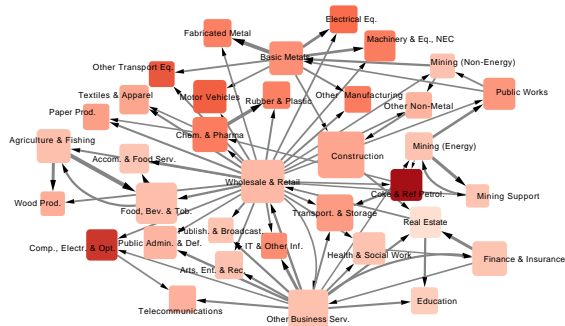 Electrical Eq.
Fabricated Metal
Machinery & Eq., NEC
Basic Metals
Mining (Non-Energy)
Other Transport Eq.
Textiles & Apparel
Motor Vehicles
Rubber & Plastic
Other Manufacturing
Public Works
Other Non-Metal
Paper Prod.
Chem. & Pharma
Agriculture & Fishing
Mining (Energy)
Accom. & Food Serv.
Construction
Wholesale & Retail
Coke & Ref Petrol.
Mining Support
Wood Prod.
Food, Bev. & Tob.
Transport. & Storage
Real Estate
Publish. & Broadcast.
Comp., Electr. & Opt.
Public Admin. & Def.
IT & Other Inf.
Health & Social Work
Finance & Insurance
Arts, Ent. & Rec.
Telecommunications
Other Business Serv.
Education